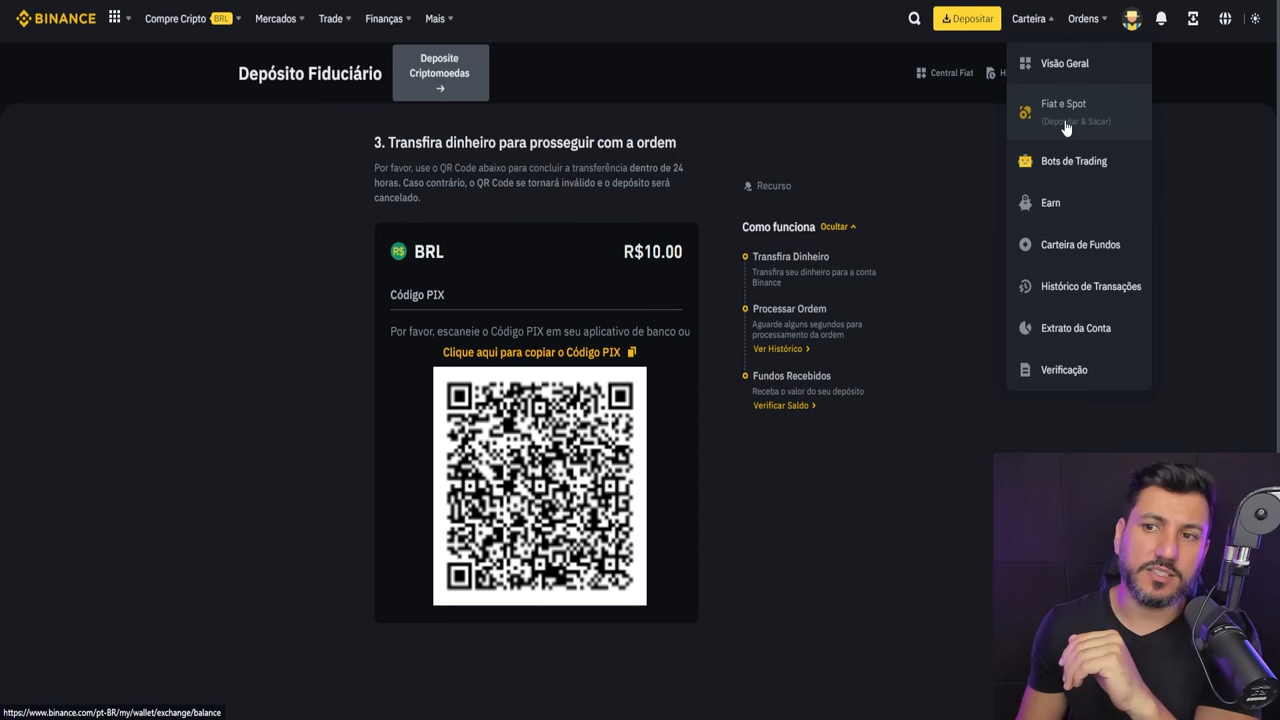 BINANCE
Compre Cripto BRL
Mercados
Trade
Finanças
Mais
Depositar
Carteira
Ordens
Depósito Fiduciário
Deposite
Criptomoedas
→
Central Fiat
H
Visão Geral
Fiat e Spot
(Depositar & Sacar)
Bots de Trading
Earn
Carteira de Fundos
Histórico de Transações
Extrato da Conta
Verificação
3. Transfira dinheiro para prosseguir com a ordem
Por favor, use o QR Code abaixo para concluir a transferência dentro de 24
horas. Caso contrário, o QR Code se tornará inválido e o depósito será
cancelado.
R$ BRL
R$10.00
Código PIX
Por favor, escaneie o Código PIX em seu aplicativo de banco ou
Clique aqui para copiar o Código PIX
Recurso
Como funciona Ocultar
Transfira Dinheiro
Transfira seu dinheiro para a conta
Binance
Processar Ordem
Aguarde alguns segundos para
processamento da ordem
Ver Histórico
Fundos Recebidos
Receba o valor do seu depósito
Verificar Saldo
https://www.binance.com/pt-BR/my/wallet/exchange/balance